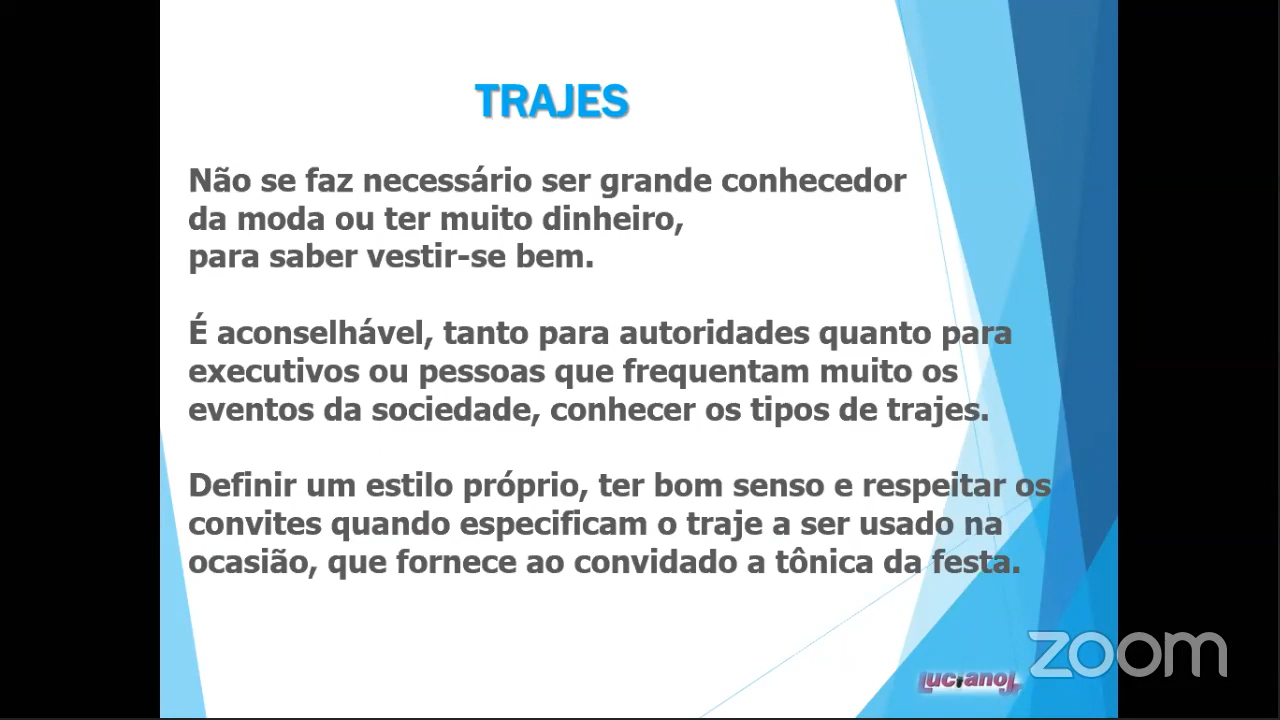 TRAJES
Não se faz necessário ser grande conhecedor
da moda ou ter muito dinheiro,
para saber vestir-se bem.
É aconselhável, tanto para autoridades quanto para
executivos ou pessoas que frequentam muito os
eventos da sociedade, conhecer os tipos de trajes.
Definir um estilo próprio, ter bom senso e respeitar os
convites quando especificam o traje a ser usado na
ocasião, que fornece ao convidado a tônica da festa.
zoom
LucianoJr.